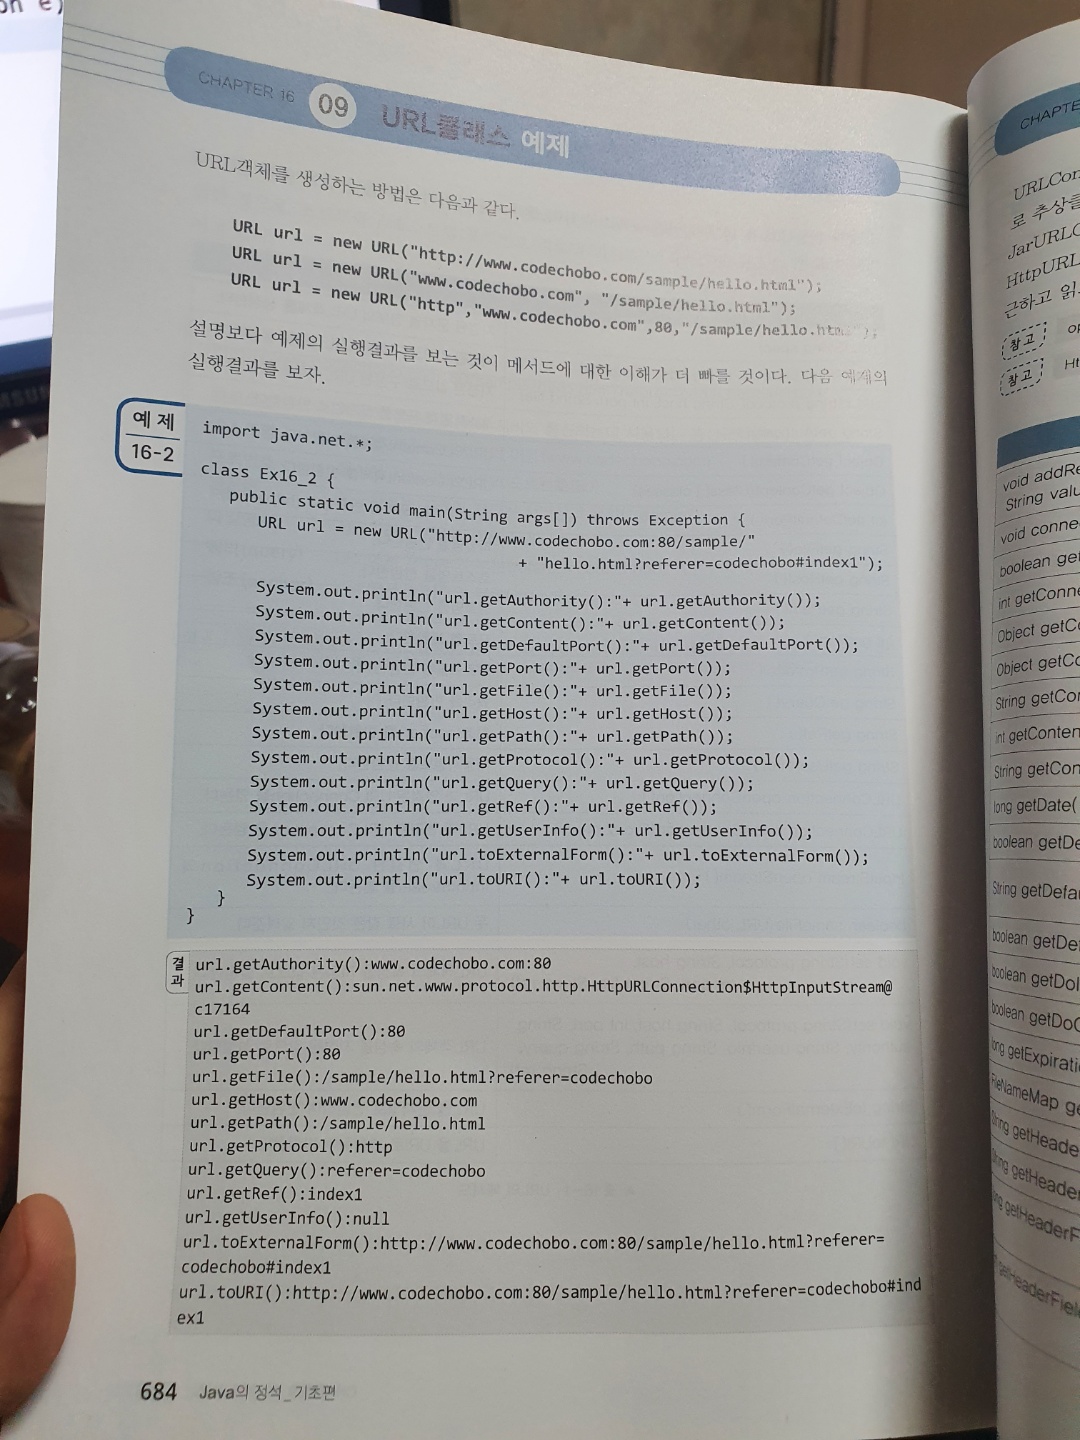 on e)
CHAPTER 16 09 URL클래스 예제
URL객체를 생성하는 방법은 다음과 같다.
URL url = new URL("http://www.codechobo.com/sample/hello.html");
URL url = new URL("www.codechobo.com", "/sample/hello.html");
URL url = new URL("http","www.codechobo.com",80,"/sample/hello.html");
설명보다 예제의 실행결과를 보는 것이 메서드에 대한 이해가 더 빠를 것이다. 다음 예제의
실행결과를 보자.
예제
16-2
import java.net.*;
class Ex16_2 {
public static void main(String args[]) throws Exception {
URL url = new URL("http://www.codechobo.com:80/sample/"
+ "hello.html?referer=codechobo#index1");
System.out.println("url.getAuthority():"+ url.getAuthority());
System.out.println("url.getContent():"+ url.getContent());
System.out.println("url.getDefaultPort():"+ url.getDefaultPort());
System.out.println("url.getPort():"+ url.getPort());
System.out.println("url.getFile():"+ url.getFile());
System.out.println("url.getHost():"+ url.getHost());
System.out.println("url.getPath():"+ url.getPath());
System.out.println("url.getProtocol():"+ url.getProtocol());
System.out.println("url.getQuery():"+ url.getQuery());
System.out.println("url.getRef():"+ url.getRef());
System.out.println("url.getUserInfo():"+ url.getUserInfo());
System.out.println("url.toExternalForm():"+ url.toExternalForm());
System.out.println("url.toURI():"+ url.toURI());
}
}
결과
url.getAuthority():www.codechobo.com:80
url.getContent():sun.net.www.protocol.http.HttpURLConnection$HttpInputStream@
c17164
url.getDefaultPort():80
url.getPort():80
url.getFile():/sample/hello.html?referer=codechobo
url.getHost():www.codechobo.com
url.getPath():/sample/hello.html
url.getProtocol():http
url.getQuery():referer=codechobo
url.getRef():index1
url.getUserInfo():null
url.toExternalForm():http://www.codechobo.com:80/sample/hello.html?referer=
codechobo#index1
url.toURI():http://www.codechobo.com:80/sample/hello.html?referer=codechobo#ind
ex1
684 Java의 정석_기초편
CHAPTE
URLCon
로 추상클
JarURLC
HttpURL
근하고 읽
참고 op
참고 Ht
void addRe
String valu
void connec
boolean get
int getConne
Object getCo
Object getCo
String getCon
int getConten
String getCon
long getDate(
boolean getDe
String getDefau
boolean getDef
boolean getDoI
boolean getDoO
long getExpirati
FileNameMap ge
String getHeade
String getHeader
getHeaderF
getHeaderFiel